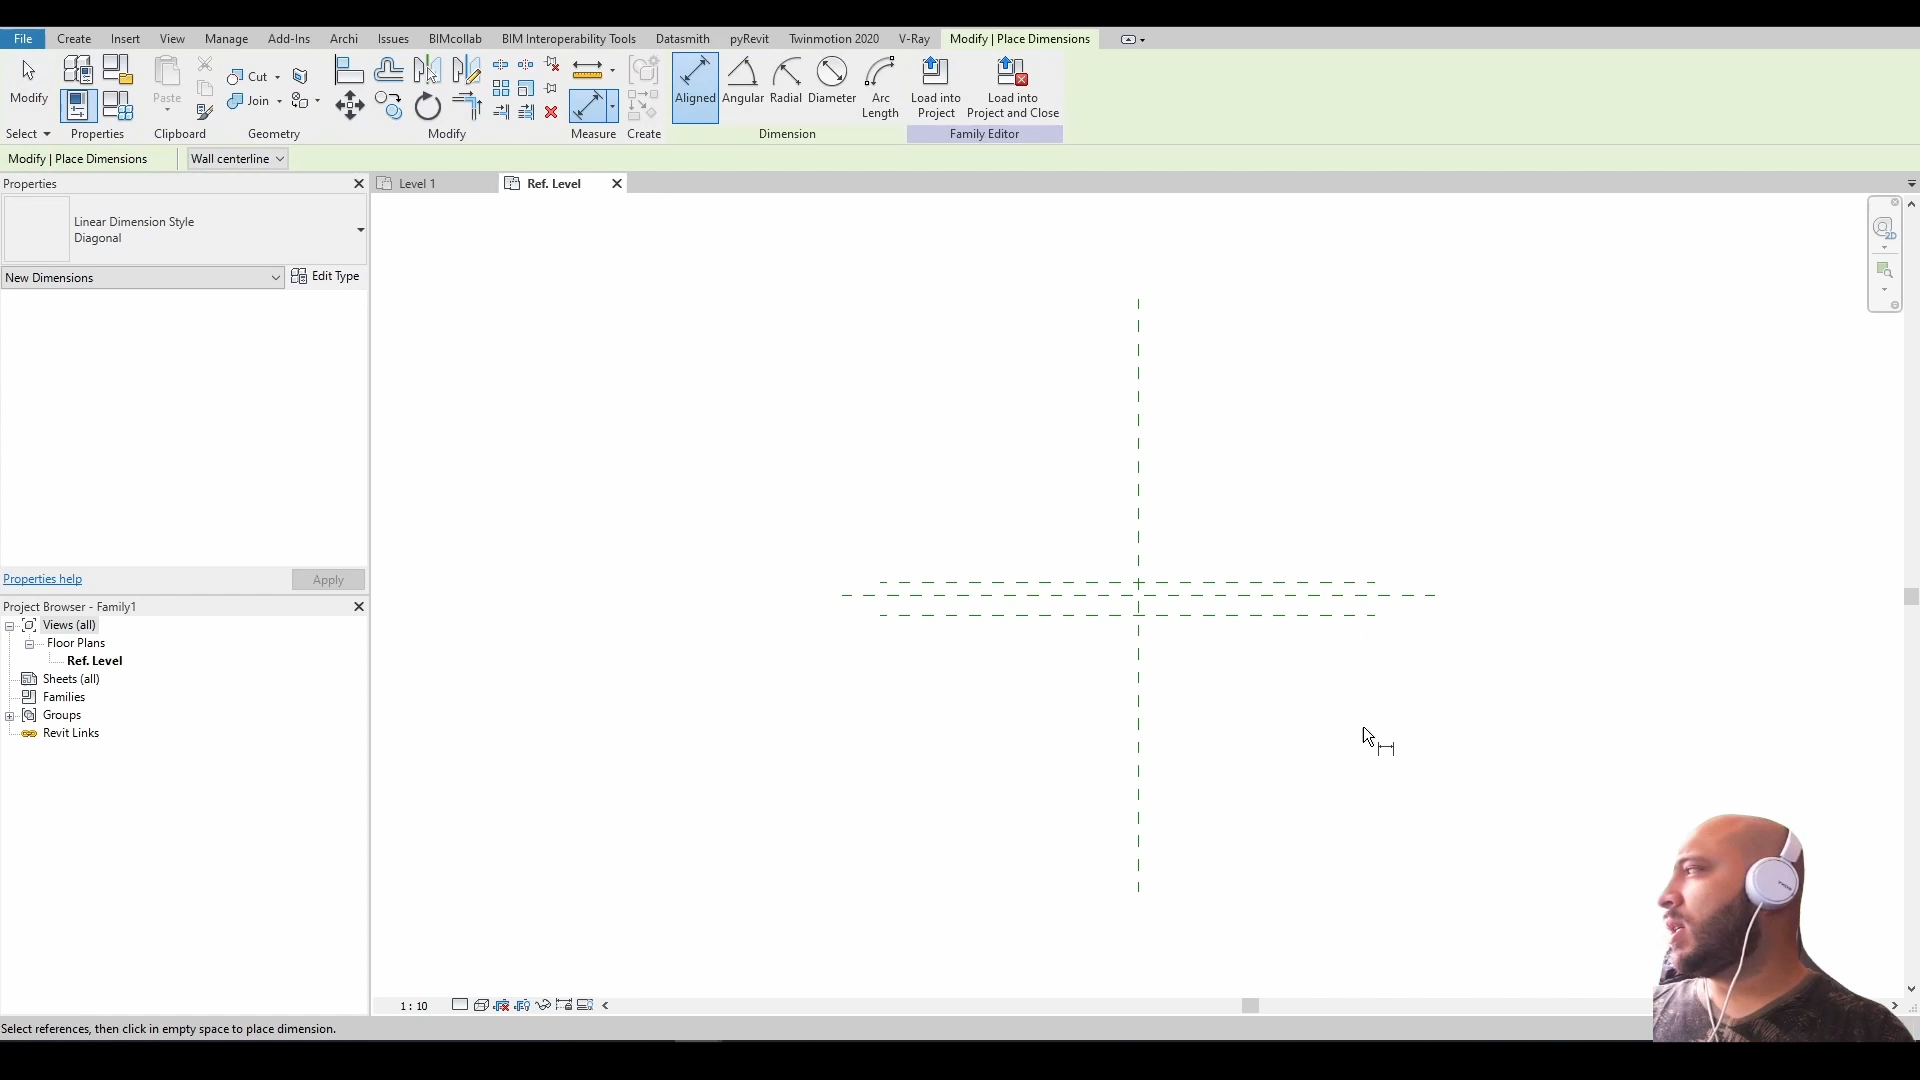 File Create Insert View Manage Add-Ins Archi Issues BIMcollab BIM Interoperability Tools Datasmith pyRevit Twinmotion 2020 V-Ray Modify | Place Dimensions
Modify Paste Cut Join Aligned Angular Radial Diameter Arc Length Load into Project Load into Project and Close
Select Properties Clipboard Geometry Modify Measure Create Dimension Family Editor
Modify | Place Dimensions Wall centerline
Properties Level 1 Ref. Level
2D
Linear Dimension Style
Diagonal
New Dimensions Edit Type
Properties help Apply
Project Browser - Family1
Views (all)
Floor Plans
Ref. Level
Sheets (all)
Families
Groups
Revit Links
1 : 10
Select references, then click in empty space to place dimension.